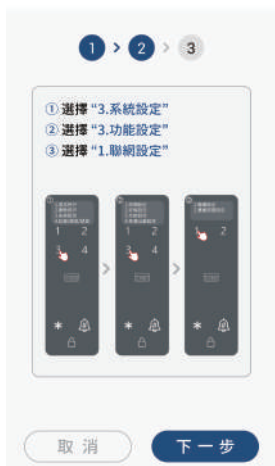 1 > 2 > 3
① 選擇 “3.系統設定”
② 選擇 “3.功能設定”
③ 選擇 “1.聯網設定”
1 2
3 4
*
1 2
3 4
*
1 2
*
取消
下一步